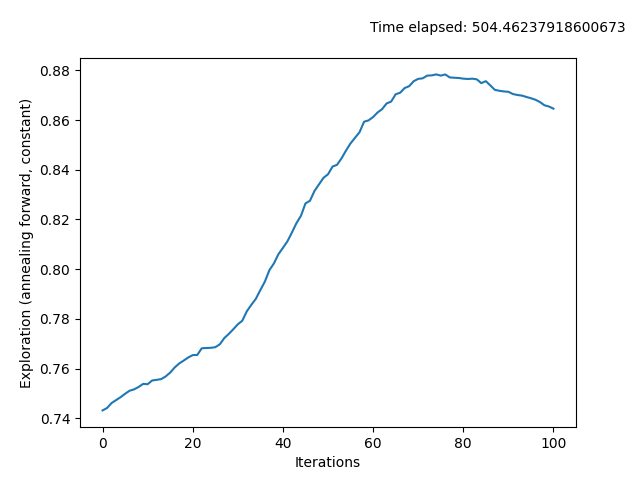 Time elapsed: 504.46237918600673
0.88
0.86
0.84
0.82
0.80
0.78
0.76
0.74
Exploration (annealing forward, constant)
0 20 40 60 80 100
Iterations